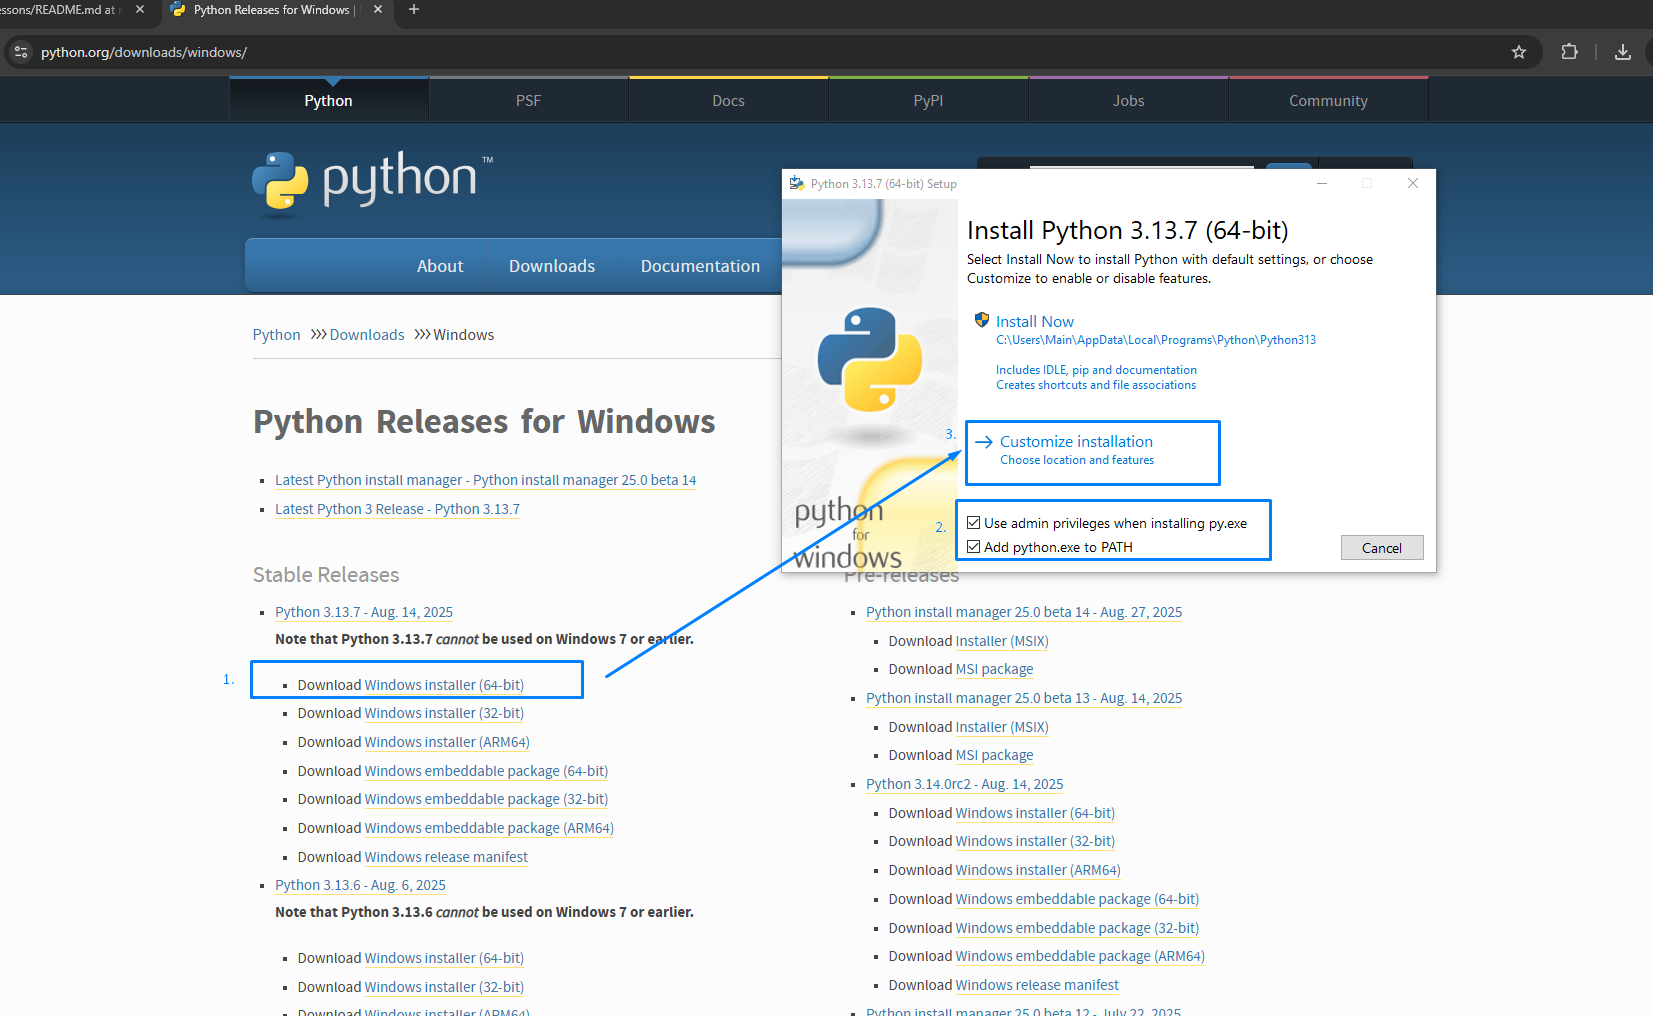 essons/README.md at
Python Releases for Windows |
python.org/downloads/windows/
Python
PSF
Docs
PyPI
Jobs
Community
python™
About
Downloads
Documentation
Python >>> Downloads >>> Windows
Python Releases for Windows
Latest Python install manager - Python install manager 25.0 beta 14
Latest Python 3 Release - Python 3.13.7
Stable Releases
Python 3.13.7 - Aug. 14, 2025
Note that Python 3.13.7 cannot be used on Windows 7 or earlier.
1.
Download Windows installer (64-bit)
Download Windows installer (32-bit)
Download Windows installer (ARM64)
Download Windows embeddable package (64-bit)
Download Windows embeddable package (32-bit)
Download Windows embeddable package (ARM64)
Download Windows release manifest
Python 3.13.6 - Aug. 6, 2025
Note that Python 3.13.6 cannot be used on Windows 7 or earlier.
Download Windows installer (64-bit)
Download Windows installer (32-bit)
Download Windows installer (ARM64)
Python 3.13.7 (64-bit) Setup
Install Python 3.13.7 (64-bit)
Select Install Now to install Python with default settings, or choose
Customize to enable or disable features.
Install Now
C:\Users\Main\AppData\Local\Programs\Python\Python313
Includes IDLE, pip and documentation
Creates shortcuts and file associations
3.
Customize installation
Choose location and features
python
for
windows
2.
Use admin privileges when installing py.exe
Add python.exe to PATH
Cancel
Pre-releases
Python install manager 25.0 beta 14 - Aug. 27, 2025
Download Installer (MSIX)
Download MSI package
Python install manager 25.0 beta 13 - Aug. 14, 2025
Download Installer (MSIX)
Download MSI package
Python 3.14.0rc2 - Aug. 14, 2025
Download Windows installer (64-bit)
Download Windows installer (32-bit)
Download Windows installer (ARM64)
Download Windows embeddable package (64-bit)
Download Windows embeddable package (32-bit)
Download Windows embeddable package (ARM64)
Download Windows release manifest
Python install manager 25.0 beta 12 - July 22, 2025